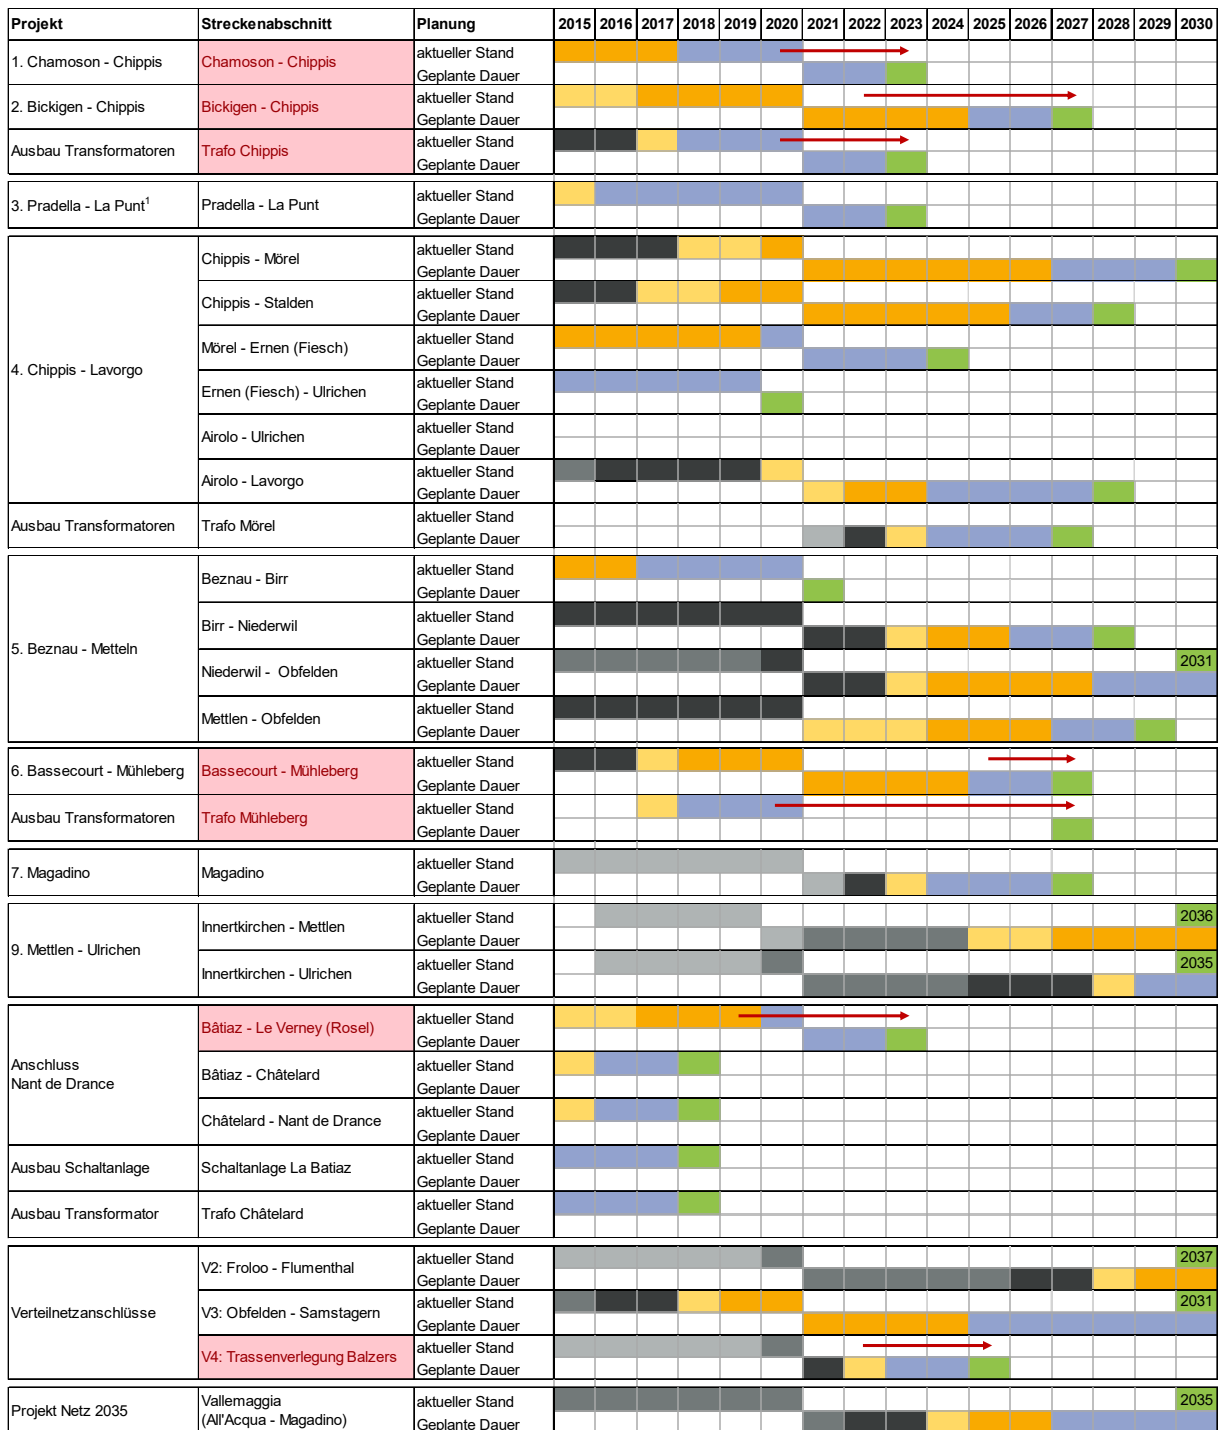 Projekt Streckenabschnitt Planung 2015 2016 2017 2018 2019 2020 2021 2022 2023 2024 2025 2026 2027 2028 2029 2030
1. Chamoson - Chippis Chamoson - Chippis aktueller Stand
Geplante Dauer
2. Bickigen - Chippis Bickigen - Chippis aktueller Stand
Geplante Dauer
Ausbau Transformatoren Trafo Chippis aktueller Stand
Geplante Dauer
3. Pradella - La Punt¹ Pradella - La Punt aktueller Stand
Geplante Dauer
4. Chippis - Lavorgo Chippis - Mörel aktueller Stand
Geplante Dauer
Chippis - Stalden aktueller Stand
Geplante Dauer
Mörel - Ernen (Fiesch) aktueller Stand
Geplante Dauer
Ernen (Fiesch) - Ulrichen aktueller Stand
Geplante Dauer
Airolo - Ulrichen aktueller Stand
Geplante Dauer
Airolo - Lavorgo aktueller Stand
Geplante Dauer
Ausbau Transformatoren Trafo Mörel aktueller Stand
Geplante Dauer
5. Beznau - Metteln Beznau - Birr aktueller Stand
Geplante Dauer
Birr - Niederwil aktueller Stand
Geplante Dauer
Niederwil - Obfelden aktueller Stand 2031
Geplante Dauer
Mettlen - Obfelden aktueller Stand
Geplante Dauer
6. Bassecourt - Mühleberg Bassecourt - Mühleberg aktueller Stand
Geplante Dauer
Ausbau Transformatoren Trafo Mühleberg aktueller Stand
Geplante Dauer
7. Magadino Magadino aktueller Stand
Geplante Dauer
9. Mettlen - Ulrichen Innertkirchen - Mettlen aktueller Stand 2036
Geplante Dauer
Innertkirchen - Ulrichen aktueller Stand 2035
Geplante Dauer
Anschluss
Nant de Drance Bâtiaz - Le Verney (Rosel) aktueller Stand
Geplante Dauer
Bâtiaz - Châtelard aktueller Stand
Geplante Dauer
Châtelard - Nant de Drance aktueller Stand
Geplante Dauer
Ausbau Schaltanlage Schaltanlage La Batiaz aktueller Stand
Geplante Dauer
Ausbau Transformator Trafo Châtelard aktueller Stand
Geplante Dauer
Verteilnetzanschlüsse V2: Froloo - Flumenthal aktueller Stand 2037
Geplante Dauer
V3: Obfelden - Samstagern aktueller Stand 2031
Geplante Dauer
V4: Trassenverlegung Balzers aktueller Stand
Geplante Dauer
Projekt Netz 2035 Vallemaggia aktueller Stand 2035
(All'Acqua - Magadino) Geplante Dauer